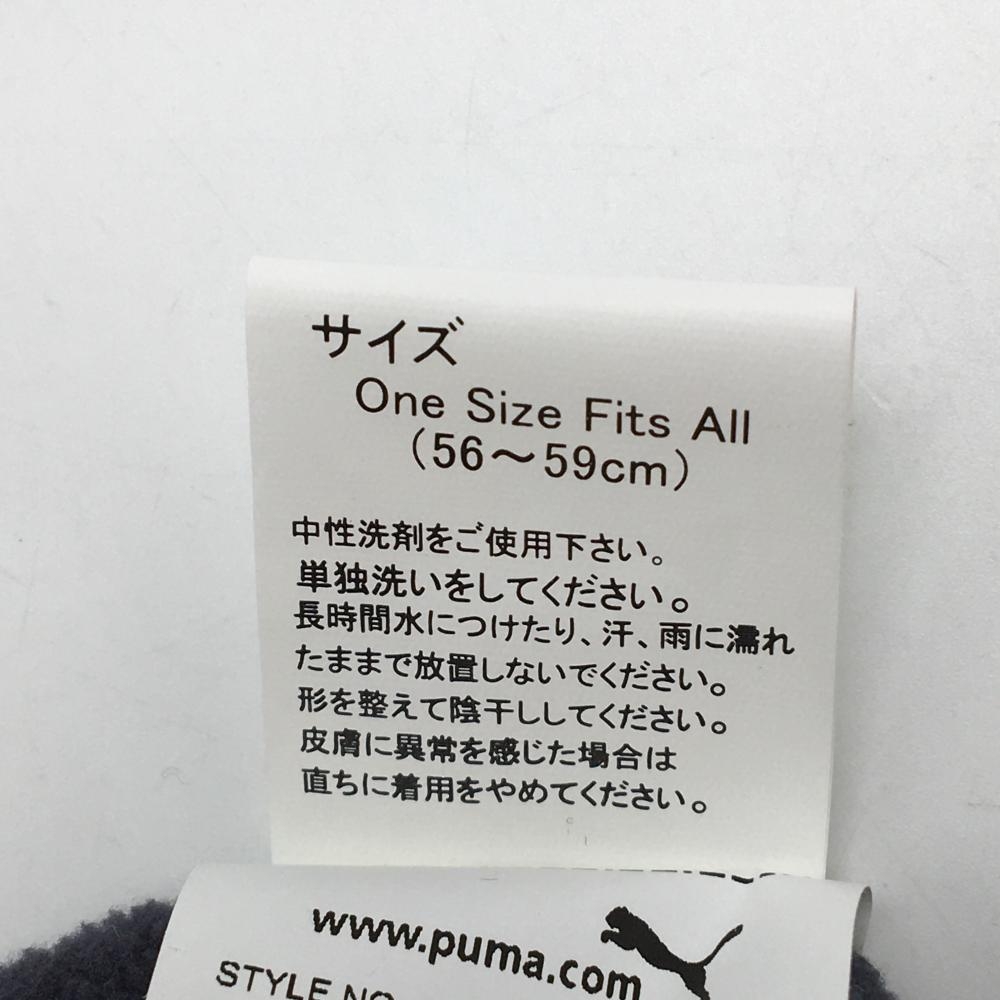 サイズ
One Size Fits All
（56～59cm）
中性洗剤をご使用下さい。
単独洗いをしてください。
長時間水につけたり、汗、雨に濡れ
たままで放置しないでください。
形を整えて陰干ししてください。
皮膚に異常を感じた場合は
直ちに着用をやめてください。
www.puma.com
STYLE NO